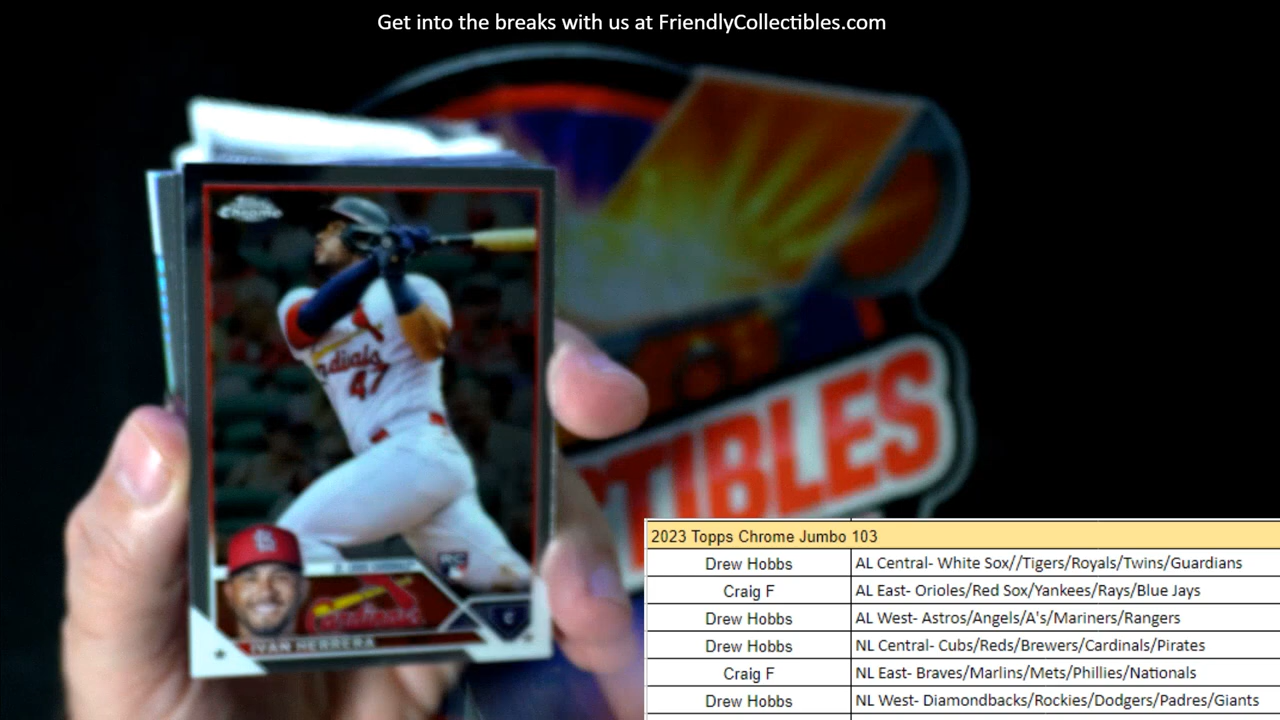 Get into the breaks with us at FriendlyCollectibles.com
Topps
Chrome
Cardinals
47
RC
Cardinals
C
IVAN HERRERA
TIBLES
2023 Topps Chrome Jumbo 103
Drew Hobbs AL Central- White Sox//Tigers/Royals/Twins/Guardians
Craig F AL East- Orioles/Red Sox/Yankees/Rays/Blue Jays
Drew Hobbs AL West- Astros/Angels/A's/Mariners/Rangers
Drew Hobbs NL Central- Cubs/Reds/Brewers/Cardinals/Pirates
Craig F NL East- Braves/Marlins/Mets/Phillies/Nationals
Drew Hobbs NL West- Diamondbacks/Rockies/Dodgers/Padres/Giants